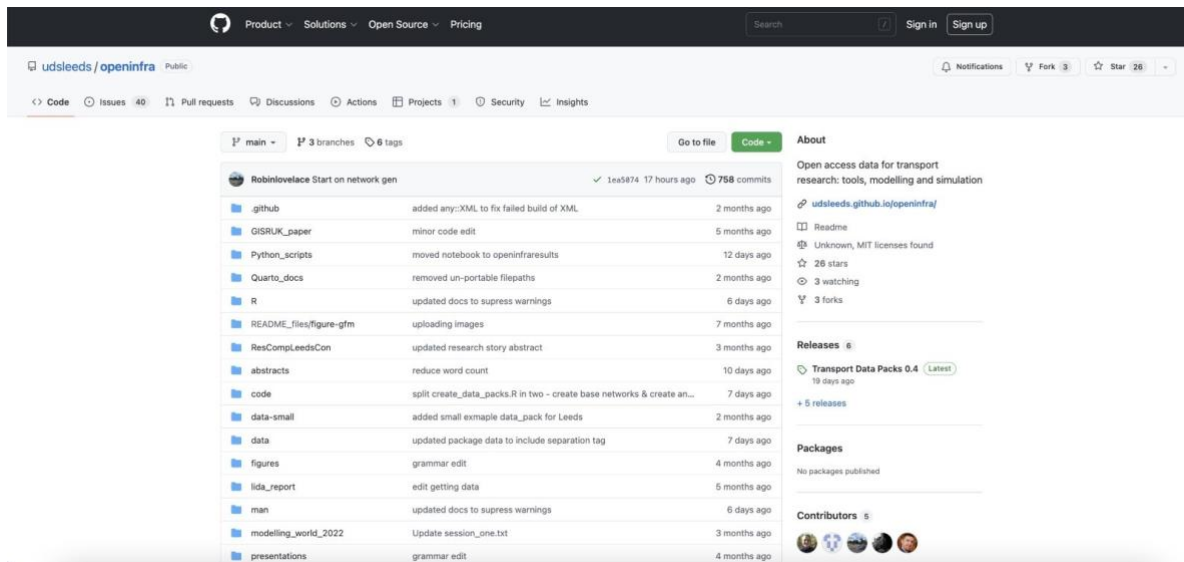 Product Solutions Open Source Pricing Search / Sign in Sign up
udsleeds / openinfra Public Notifications Fork 3 Star 26
<> Code Issues 40 Pull requests Discussions Actions Projects 1 Security Insights
main 3 branches 6 tags Go to file Code
Robinlovelace Start on network gen 1ea5074 17 hours ago 758 commits
.github added any::XML to fix failed build of XML 2 months ago
GISRUK_paper minor code edit 5 months ago
Python_scripts moved notebook to openinfraresults 12 days ago
Quarto_docs removed un-portable filepaths 2 months ago
R updated docs to supress warnings 6 days ago
README_files/figure-gfm uploading images 7 months ago
ResCompLeedsCon updated research story abstract 3 months ago
abstracts reduce word count 10 days ago
code split create_data_packs.R in two - create base networks & create an... 7 days ago
data-small added small exmaple data_pack for Leeds 2 months ago
data updated package data to include separation tag 7 days ago
figures grammar edit 4 months ago
lida_report edit getting data 5 months ago
man updated docs to supress warnings 6 days ago
modelling_world_2022 Update session_one.txt 3 months ago
presentations grammar edit 4 months ago
About
Open access data for transport
research: tools, modelling and simulation
udsleeds.github.io/openinfra/
Readme
Unknown, MIT licenses found
26 stars
3 watching
3 forks
Releases 6
Transport Data Packs 0.4 Latest
19 days ago
+ 5 releases
Packages
No packages published
Contributors 5